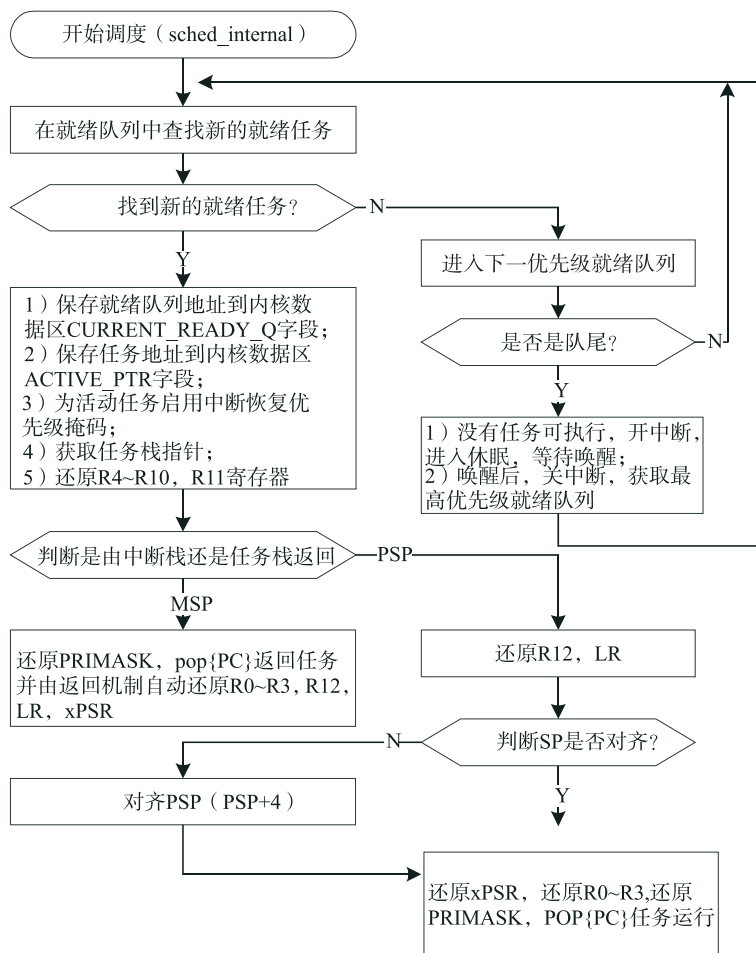 开始调度（sched_internal）
在就绪队列中查找新的就绪任务
找到新的就绪任务？
N
Y
进入下一优先级就绪队列
1）保存就绪队列地址到内核数
据区CURRENT_READY_Q字段；
2）保存任务地址到内核数据区
ACTIVE_PTR字段；
3）为活动任务启用中断恢复优
先级掩码；
4）获取任务栈指针；
5）还原R4~R10，R11寄存器
是否是队尾？
N
Y
1）没有任务可执行，开中断，
进入休眠，等待唤醒；
2）唤醒后，关中断，获取最
高优先级就绪队列
判断是由中断栈还是任务栈返回
PSP
MSP
还原PRIMASK，pop{PC}返回任务
并由返回机制自动还原R0~R3, R12,
LR，xPSR
还原R12，LR
判断SP是否对齐？
N
Y
对齐PSP（PSP+4）
还原xPSR，还原R0~R3,还原
PRIMASK，POP{PC}任务运行